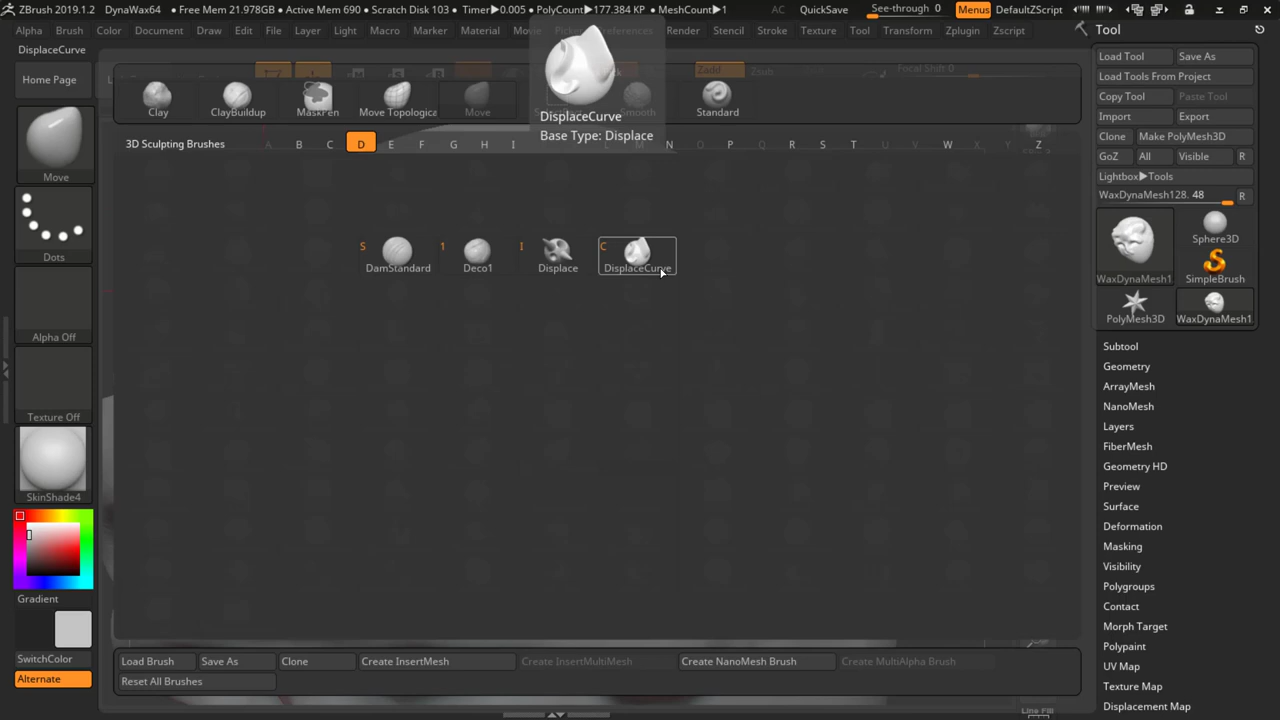 ZBrush 2019.1.2 DynaWax64 • Free Mem 21.978GB • Active Mem 690 • Scratch Disk 103 • Timer▶0.005 • PolyCount▶177.384 KP • MeshCount▶1 AC QuickSave See-through 0 Menus DefaultZScript
Alpha Brush Color Document Draw Edit File Layer Light Macro Marker Material Render Stencil Stroke Texture Tool Transform Zplugin Zscript
Tool
DisplaceCurve
Home Page
Focal Shift 0
Zadd Zsub
Load Tool Save As
Load Tools From Project
Copy Tool Paste Tool
Import Export
Clone Make PolyMesh3D
GoZ All Visible R
Lightbox▶Tools
WaxDynaMesh128. 48 R
WaxDynaMesh1
Sphere3D
SimpleBrush
PolyMesh3D
WaxDynaMesh1
Clay ClayBuildup MaskPen Move Topologica Move Smooth Standard
DisplaceCurve
Base Type: Displace
3D Sculpting Brushes A B C D E F G H I L M N O P Q R S T V W X Y Z
S DamStandard
1 Deco1
I Displace
C DisplaceCurve
Move
Dots
Alpha Off
Texture Off
SkinShade4
Gradient
SwitchColor
Alternate
Subtool
Geometry
ArrayMesh
NanoMesh
Layers
FiberMesh
Geometry HD
Preview
Surface
Deformation
Masking
Visibility
Polygroups
Contact
Morph Target
Polypaint
UV Map
Texture Map
Displacement Map
Load Brush Save As Clone Create InsertMesh Create InsertMultiMesh Create NanoMesh Brush Create MultiAlpha Brush
Reset All Brushes
Line Fill